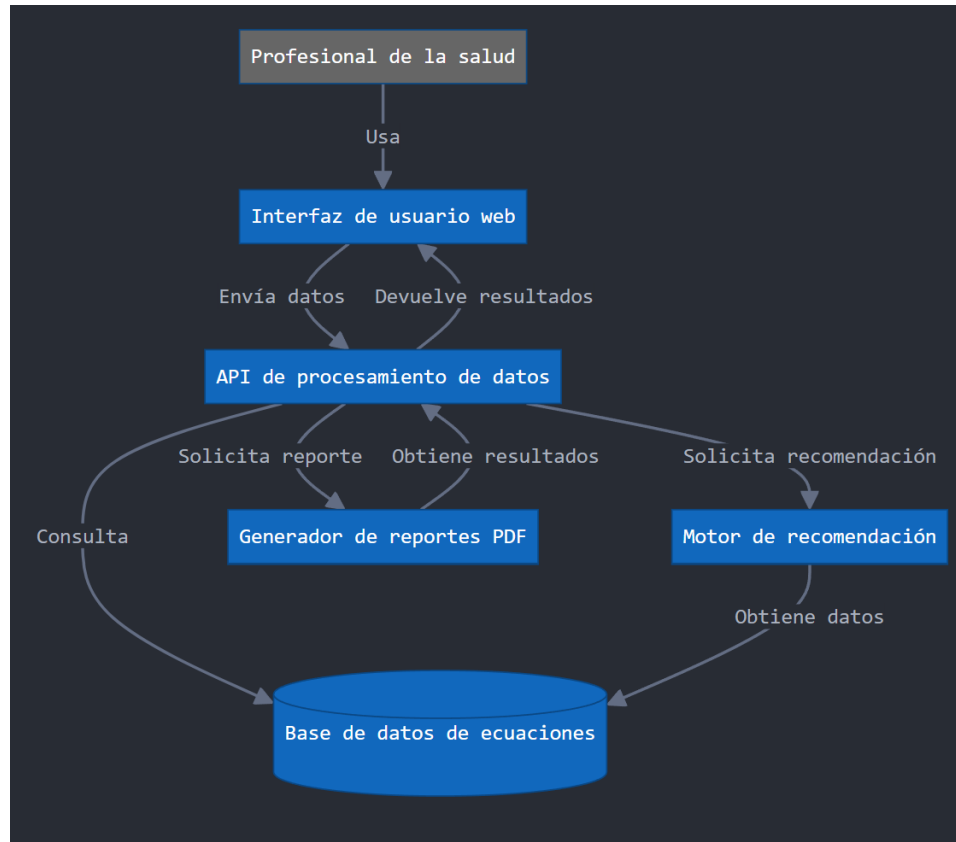 Profesional de la salud
Usa
Interfaz de usuario web
Envía datos
Devuelve resultados
API de procesamiento de datos
Solicita reporte
Obtiene resultados
Solicita recomendación
Consulta
Generador de reportes PDF
Motor de recomendación
Obtiene datos
Base de datos de ecuaciones